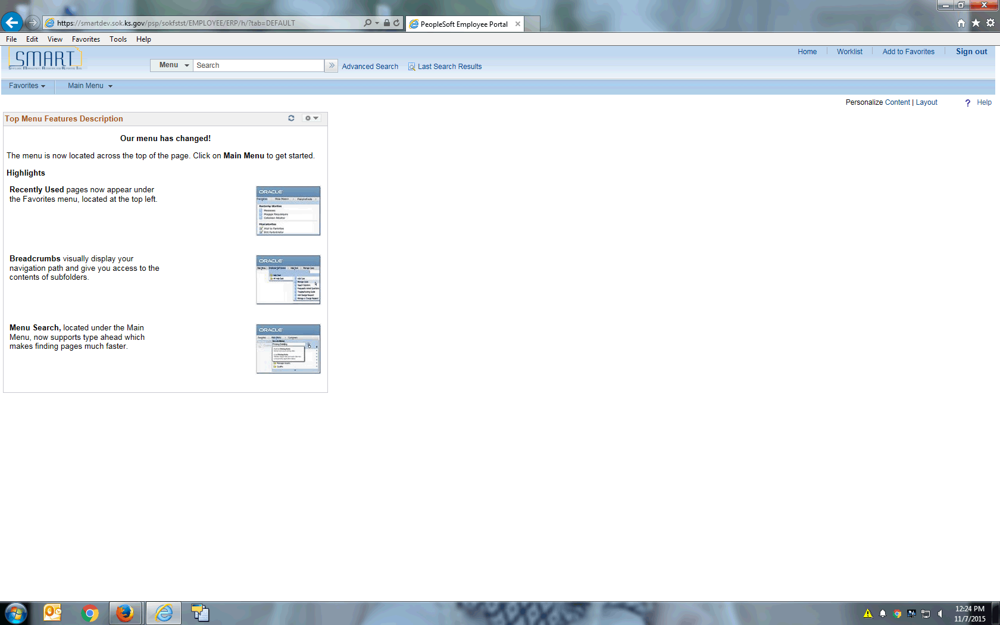 https://smartdev.sok.ks.gov/psp/sokfstst/EMPLOYEE/ERP/h/?tab=DEFAULT
PeopleSoft Employee Portal
File Edit View Favorites Tools Help
SMART
Home Worklist Add to Favorites Sign out
Menu Search Advanced Search Last Search Results
Favorites Main Menu
Personalize Content | Layout ? Help
Top Menu Features Description
Our menu has changed!
The menu is now located across the top of the page. Click on Main Menu to get started.
Highlights
Recently Used pages now appear under
the Favorites menu, located at the top left.
ORACLE
Breadcrumbs visually display your
navigation path and give you access to the
contents of subfolders.
ORACLE
Menu Search, located under the Main
Menu, now supports type ahead which
makes finding pages much faster.
ORACLE
12:24 PM
11/7/2015